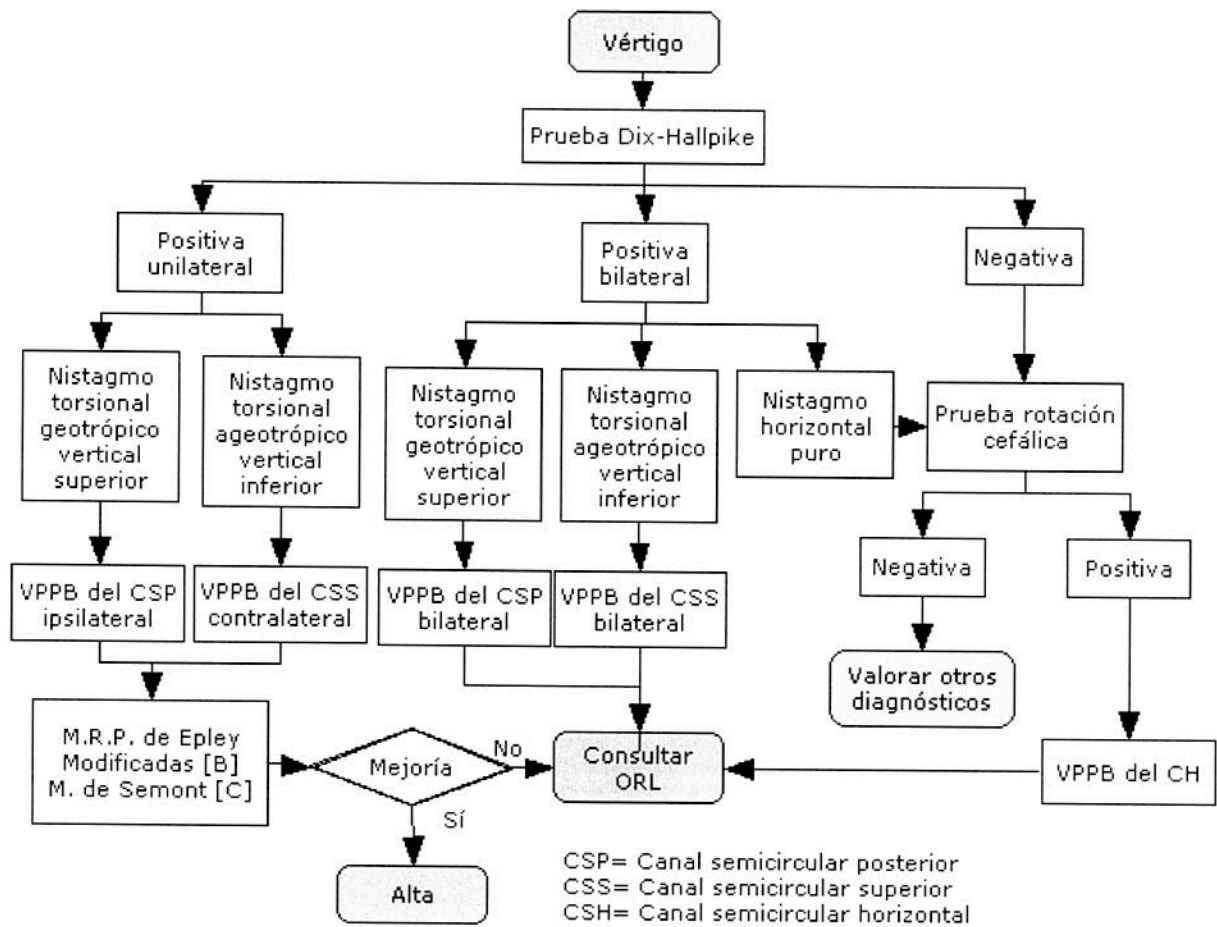 Vértigo
Prueba Dix-Hallpike
Positiva
unilateral
Positiva
bilateral
Negativa
Nistagmo
torsional
geotrópico
vertical
superior
Nistagmo
torsional
ageotrópico
vertical
inferior
Nistagmo
torsional
geotrópico
vertical
superior
Nistagmo
torsional
ageotrópico
vertical
inferior
Nistagmo
horizontal
puro
Prueba rotación
cefálica
Negativa
Positiva
VPPB del CSP
ipsilateral
VPPB del CSS
contralateral
VPPB del CSP
bilateral
VPPB del CSS
bilateral
Valorar otros
diagnósticos
M.R.P. de Epley
Modificadas [B]
M. de Semont [C]
Mejoría
No
Sí
Consultar
ORL
VPPB del CH
Alta
CSP= Canal semicircular posterior
CSS= Canal semicircular superior
CSH= Canal semicircular horizontal